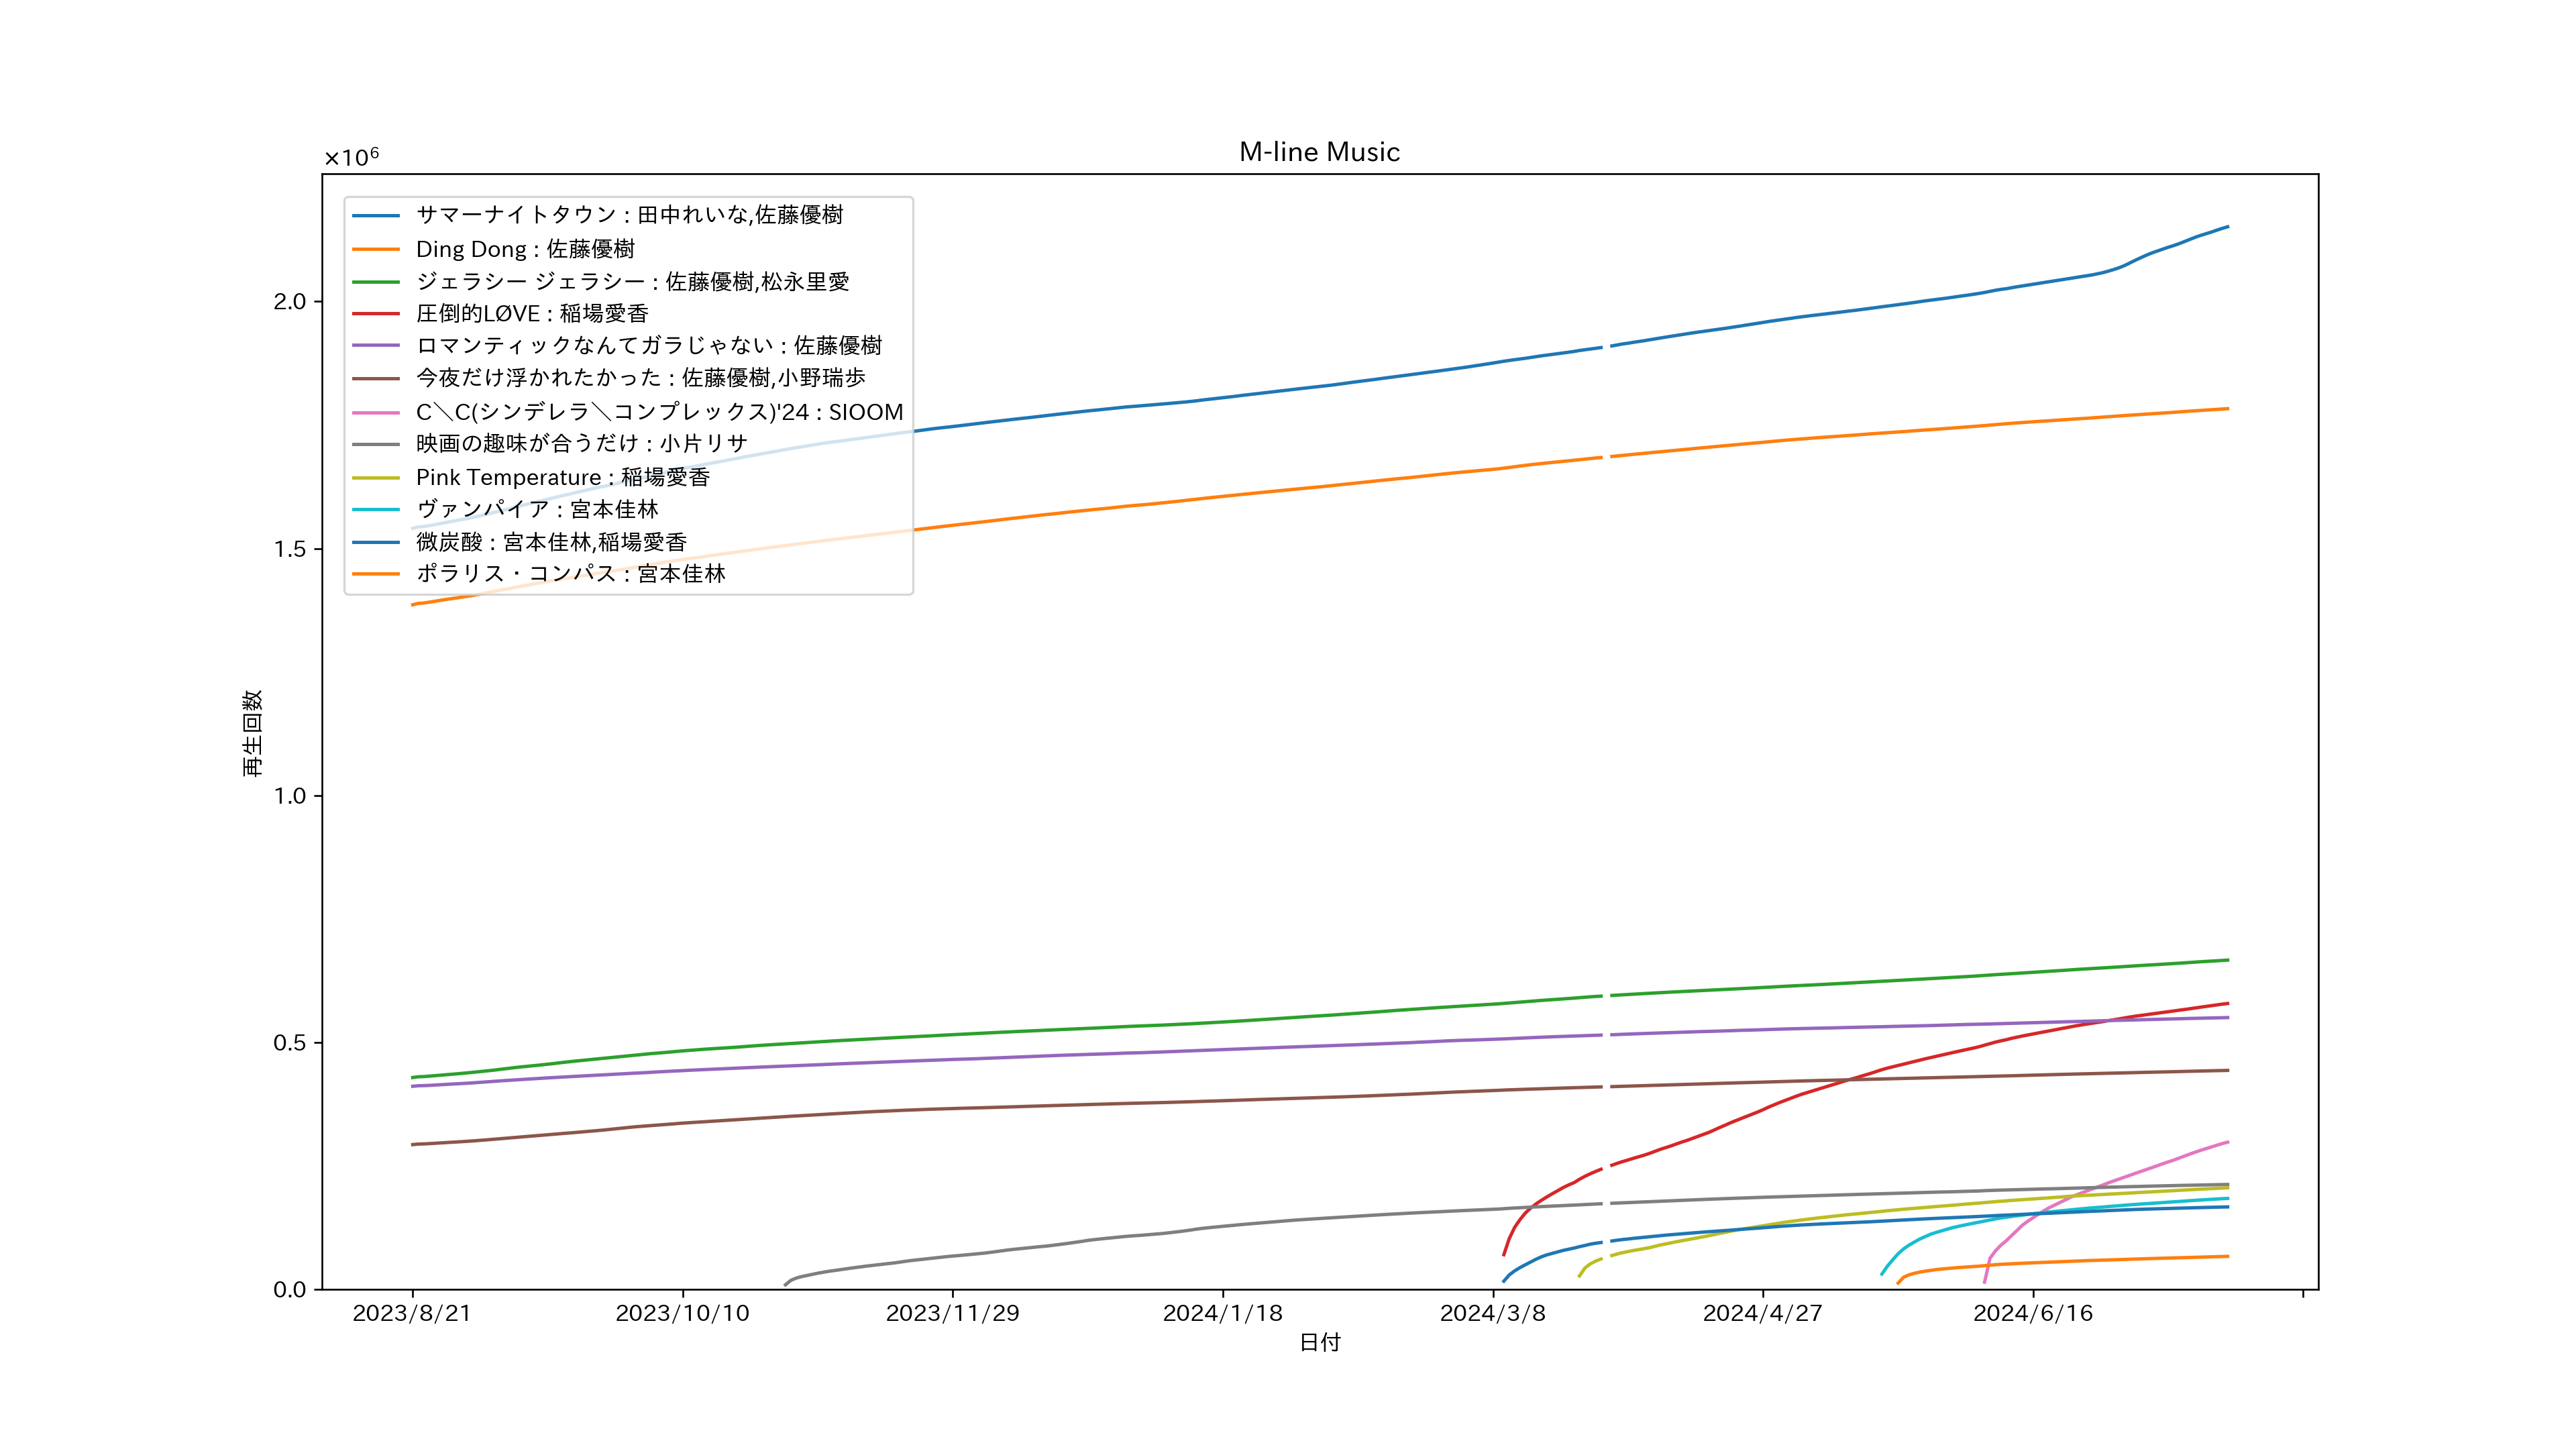 M-line Music
×10⁶
サマーナイトタウン : 田中れいな,佐藤優樹
Ding Dong : 佐藤優樹
ジェラシー ジェラシー : 佐藤優樹,松永里愛
圧倒的LØVE : 稲場愛香
ロマンティックなんてガラじゃない : 佐藤優樹
今夜だけ浮かれたかった : 佐藤優樹,小野瑞歩
C＼C(シンデレラ＼コンプレックス)'24 : SIOOM
映画の趣味が合うだけ : 小片リサ
Pink Temperature : 稲場愛香
ヴァンパイア : 宮本佳林
微炭酸 : 宮本佳林,稲場愛香
ポラリス・コンパス : 宮本佳林
2.0
1.5
1.0
0.5
0.0
再生回数
2023/8/21
2023/10/10
2023/11/29
2024/1/18
2024/3/8
2024/4/27
2024/6/16
日付